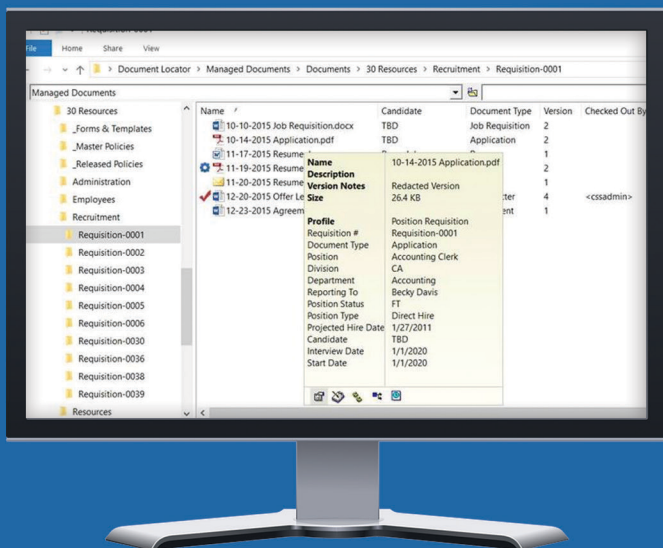 File Home Share View
> Document Locator > Managed Documents > Documents > 30 Resources > Recruitment > Requisition-0001
Managed Documents
30 Resources
_Forms & Templates
_Master Policies
_Released Policies
Administration
Employees
Recruitment
Requisition-0001
Requisition-0002
Requisition-0003
Requisition-0004
Requisition-0005
Requisition-0006
Requisition-0030
Requisition-0036
Requisition-0038
Requisition-0039
Resources
Name Candidate Document Type Version Checked Out By
10-10-2015 Job Requisition.docx TBD Job Requisition 2
10-14-2015 Application.pdf TBD Application 2
11-17-2015 Resume 1
11-19-2015 Resume 2
11-20-2015 Resume 1
12-20-2015 Offer Le tter 4 <cssadmin>
12-23-2015 Agreem ent 1
Name 10-14-2015 Application.pdf
Description
Version Notes Redacted Version
Size 26.4 KB
Profile Position Requisition
Requisition # Requisition-0001
Document Type Application
Position Accounting Clerk
Division CA
Department Accounting
Reporting To Becky Davis
Position Status FT
Position Type Direct Hire
Projected Hire Date 1/27/2011
Candidate TBD
Interview Date 1/1/2020
Start Date 1/1/2020